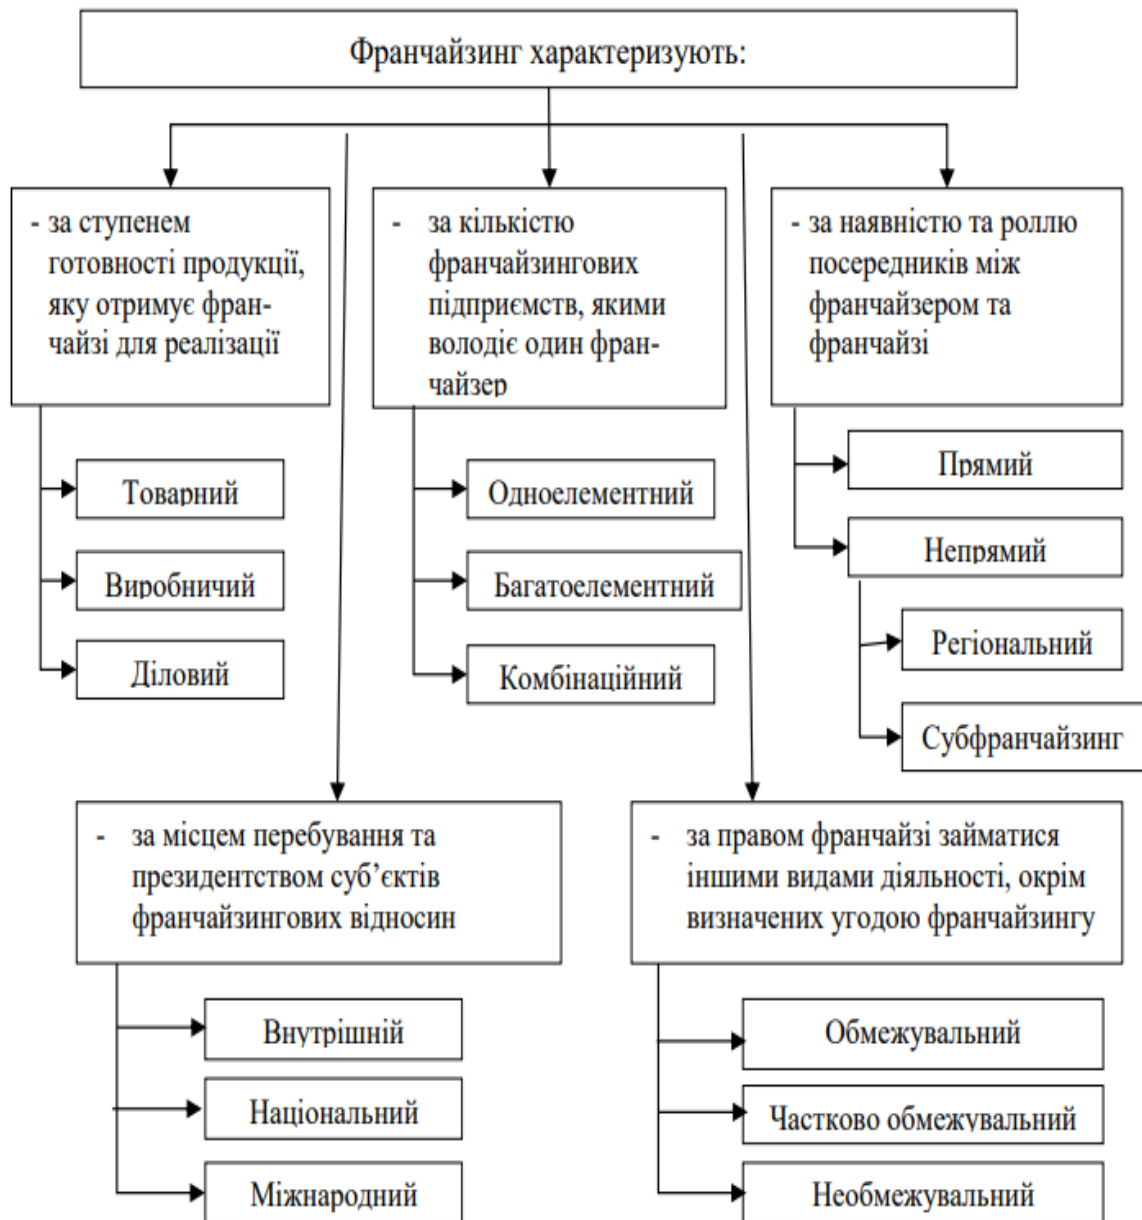 Франчайзинг характеризують:
- за ступенем
готовності продукції,
яку отримує фран-
чайзі для реалізації
Товарний
Виробничий
Діловий
- за кількістю
франчайзингових
підприємств, якими
володіє один фран-
чайзер
Одноелементний
Багатоелементний
Комбінаційний
- за наявністю та роллю
посередників між
франчайзером та
франчайзі
Прямий
Непрямий
Регіональний
Субфранчайзинг
- за місцем перебування та
президентством суб’єктів
франчайзингових відносин
Внутрішній
Національний
Міжнародний
- за правом франчайзі займатися
іншими видами діяльності, окрім
визначених угодою франчайзингу
Обмежувальний
Частково обмежувальний
Необмежувальний